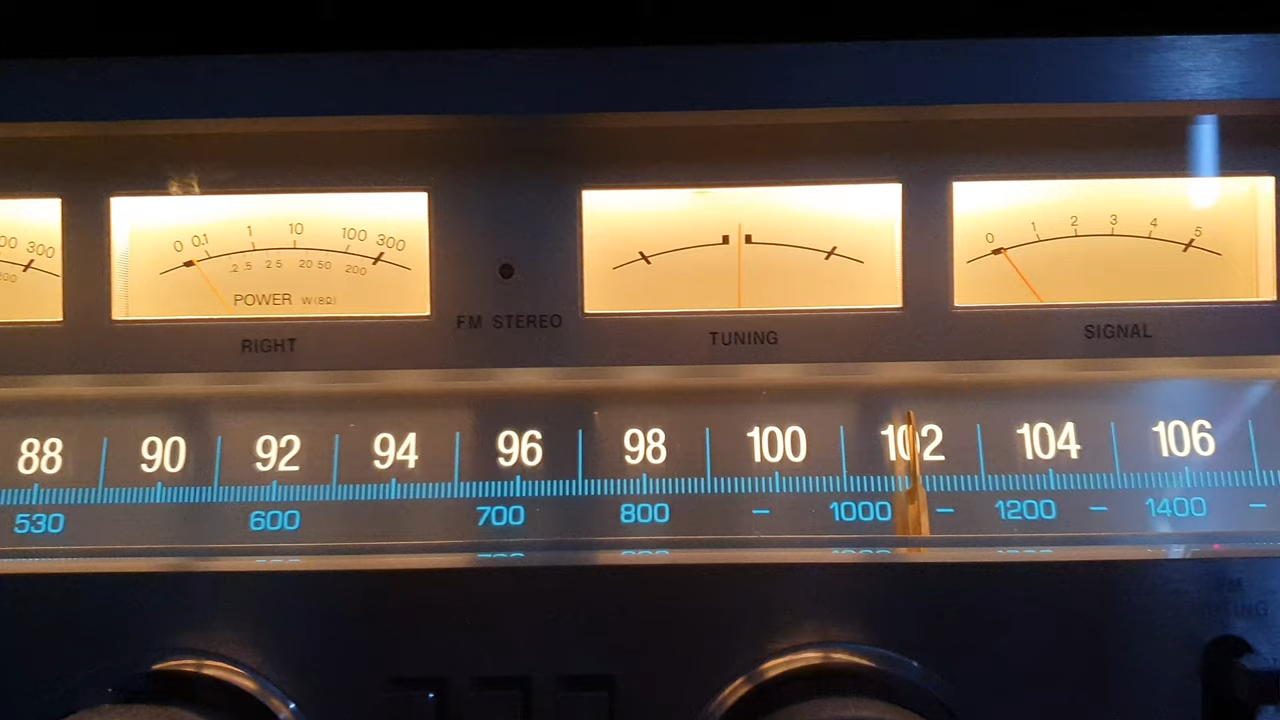 00 300
0 0.1 1 10 100 300
.2 .5 2 5 20 50 200
POWER W(8Ω)
RIGHT
FM STEREO
TUNING
0 1 2 3 4 5
SIGNAL
88 90 92 94 96 98 100 102 104 106
530 600 700 800 – 1000 – 1200 – 1400 –